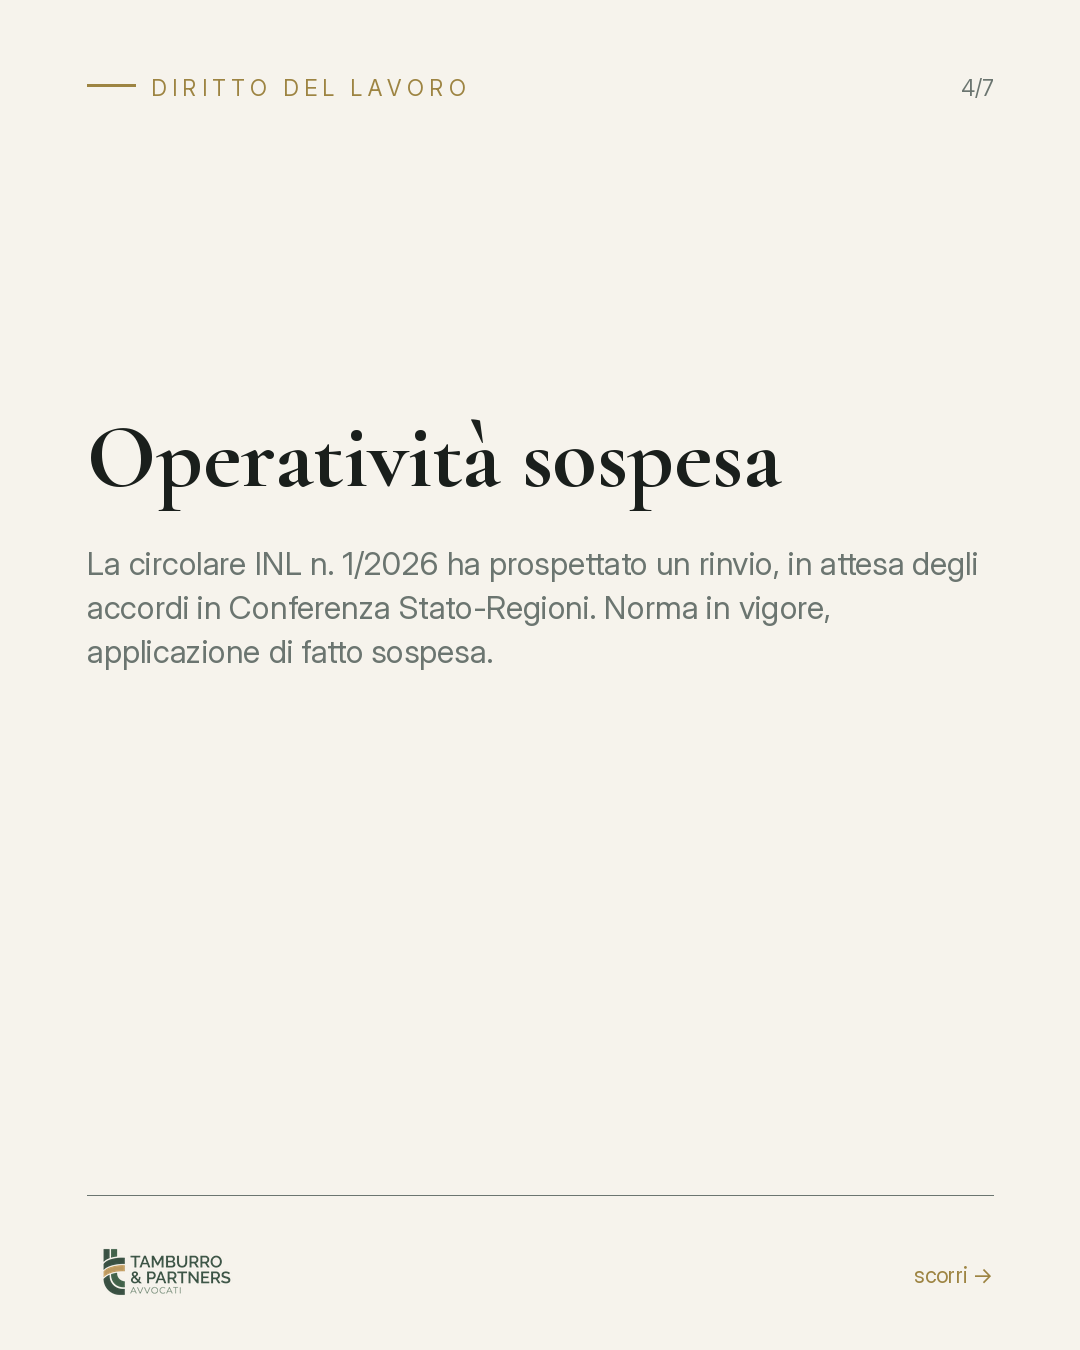 DIRITTO DEL LAVORO
4/7
Operatività sospesa
La circolare INL n. 1/2026 ha prospettato un rinvio, in attesa degli
accordi in Conferenza Stato-Regioni. Norma in vigore,
applicazione di fatto sospesa.
TAMBURRO
& PARTNERS
AVVOCATI
scorri →